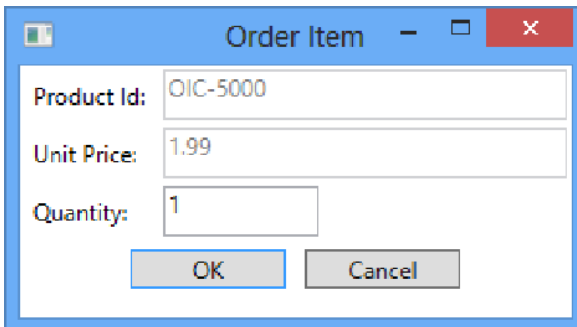 Order Item
Product Id: OIC-5000
Unit Price: 1.99
Quantity: 1
OK Cancel